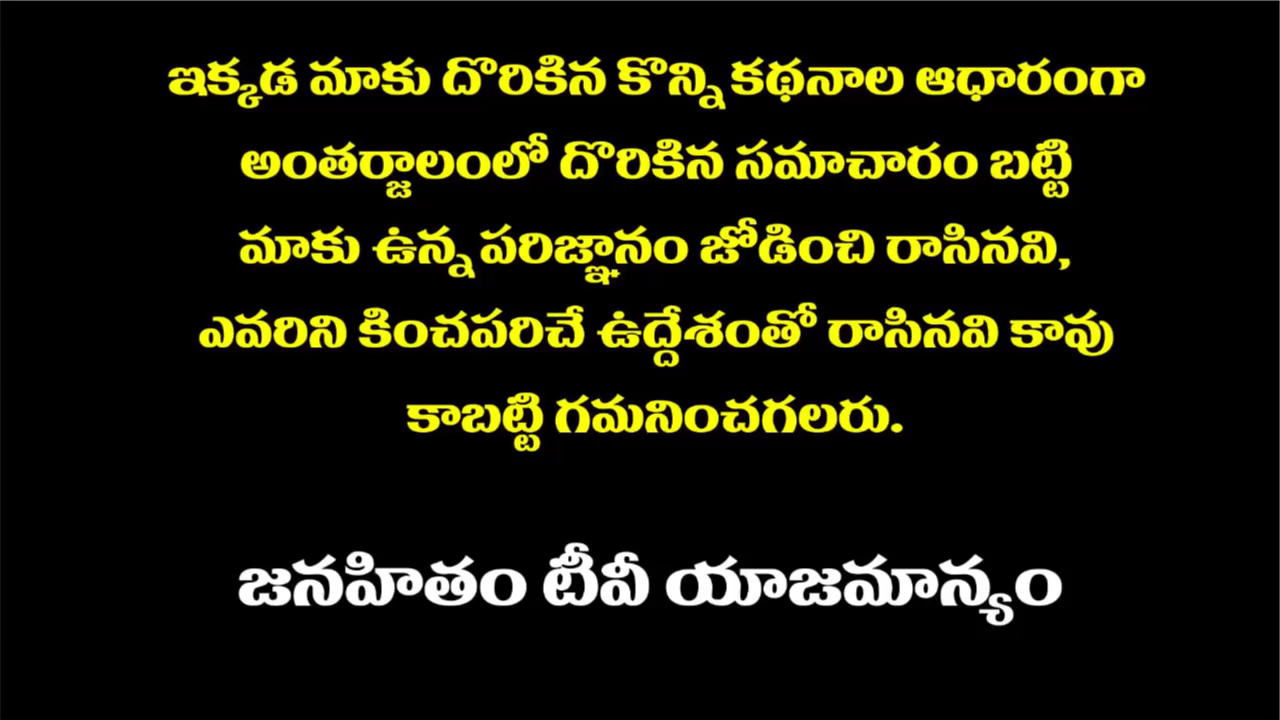 ఇక్కడ మాకు దొరికిన కొన్ని కథనాల ఆధారంగా
అంతర్జాలంలో దొరికిన సమాచారం బట్టి
మాకు ఉన్న పరిజ్ఞానం జోడించి రాసినవి,
ఎవరిని కించపరిచే ఉద్దేశంతో రాసినవి కావు
కాబట్టి గమనించగలరు.
జనహితం టీవీ యాజమాన్యం